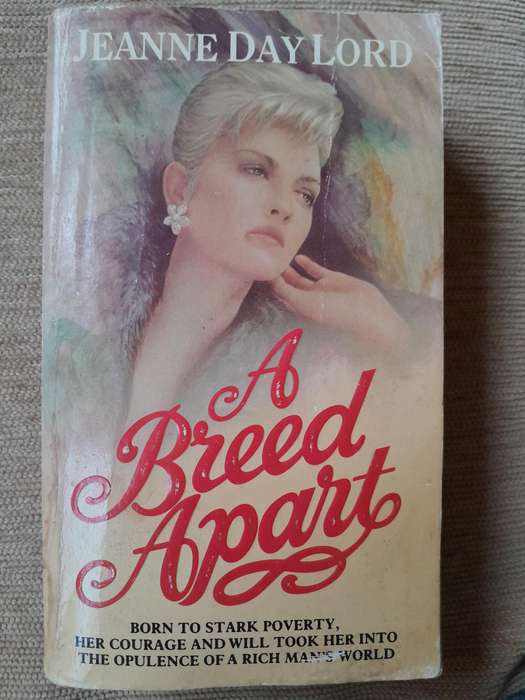 JEANNE DAY LORD
A
Breed
Apart
BORN TO STARK POVERTY,
HER COURAGE AND WILL TOOK HER INTO
THE OPULENCE OF A RICH MAN'S WORLD